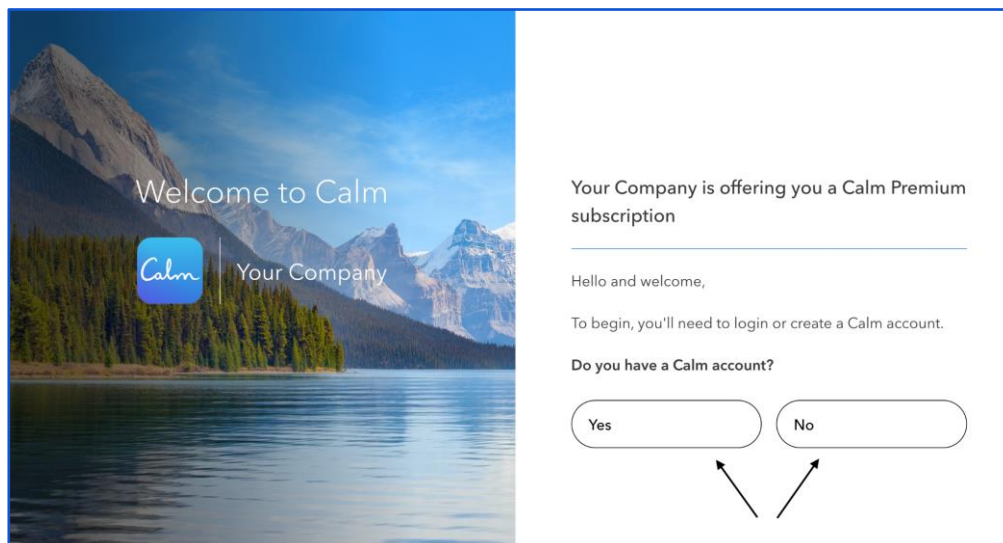 Welcome to Calm
Calm
Your Company
Your Company is offering you a Calm Premium
subscription
Hello and welcome,
To begin, you'll need to login or create a Calm account.
Do you have a Calm account?
Yes
No